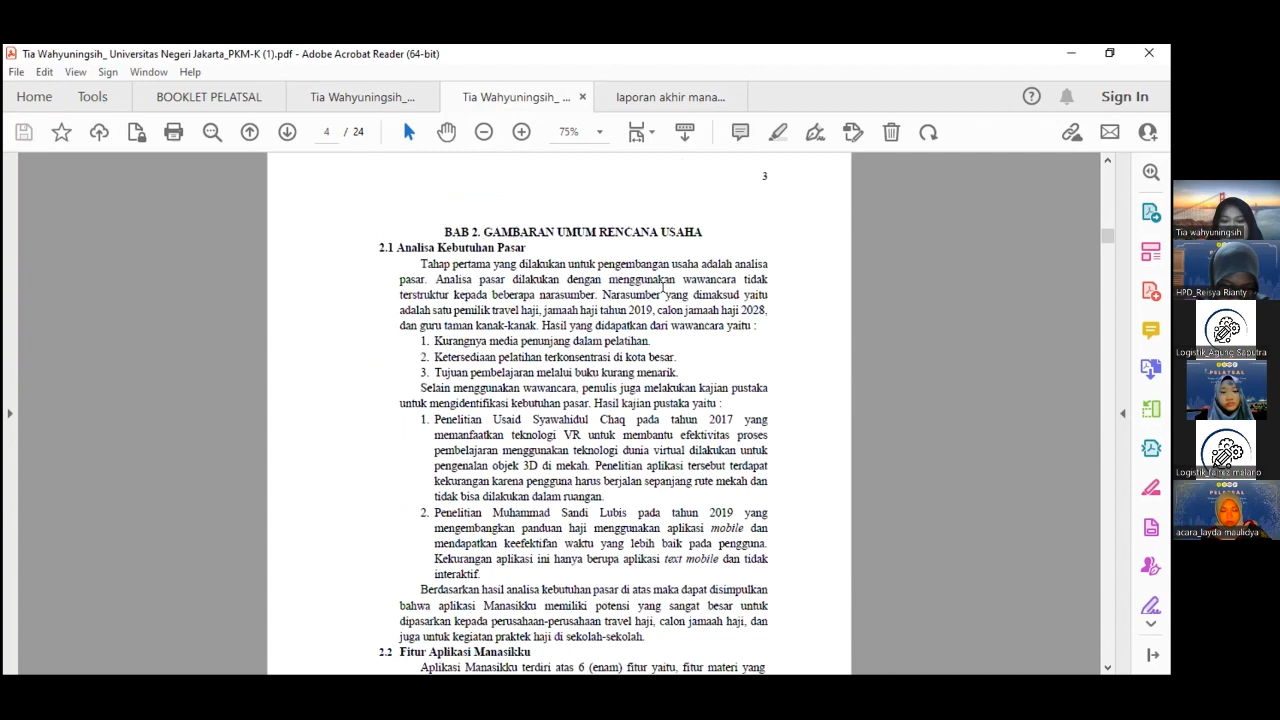 Tia Wahyuningsih_ Universitas Negeri Jakarta_PKM-K (1).pdf - Adobe Acrobat Reader (64-bit)
File Edit View Sign Window Help
Home Tools BOOKLET PELATSAL Tia Wahyuningsih_... Tia Wahyuningsih_ ... × laporan akhir mana... Sign In
4 / 24 75%
3
BAB 2. GAMBARAN UMUM RENCANA USAHA
2.1 Analisa Kebutuhan Pasar
Tahap pertama yang dilakukan untuk pengembangan usaha adalah analisa
pasar. Analisa pasar dilakukan dengan menggunakan wawancara tidak
terstruktur kepada beberapa narasumber. Narasumber yang dimaksud yaitu
adalah satu pemilik travel haji, jamaah haji tahun 2019, calon jamaah haji 2028,
dan guru taman kanak-kanak. Hasil yang didapatkan dari wawancara yaitu :
1. Kurangnya media penunjang dalam pelatihan.
2. Ketersediaan pelatihan terkonsentrasi di kota besar.
3. Tujuan pembelajaran melalui buku kurang menarik.
Selain menggunakan wawancara, penulis juga melakukan kajian pustaka
untuk mengidentifikasi kebutuhan pasar. Hasil kajian pustaka yaitu :
1. Penelitian Usaid Syawahidul Chaq pada tahun 2017 yang
memanfaatkan teknologi VR untuk membantu efektivitas proses
pembelajaran menggunakan teknologi dunia virtual dilakukan untuk
pengenalan objek 3D di mekah. Penelitian aplikasi tersebut terdapat
kekurangan karena pengguna harus berjalan sepanjang rute mekah dan
tidak bisa dilakukan dalam ruangan.
2. Penelitian Muhammad Sandi Lubis pada tahun 2019 yang
mengembangkan panduan haji menggunakan aplikasi mobile dan
mendapatkan keefektifan waktu yang lebih baik pada pengguna.
Kekurangan aplikasi ini hanya berupa aplikasi text mobile dan tidak
interaktif.
Berdasarkan hasil analisa kebutuhan pasar di atas maka dapat disimpulkan
bahwa aplikasi Manasikku memiliki potensi yang sangat besar untuk
dipasarkan kepada perusahaan-perusahaan travel haji, calon jamaah haji, dan
juga untuk kegiatan praktek haji di sekolah-sekolah.
2.2 Fitur Aplikasi Manasikku
Aplikasi Manasikku terdiri atas 6 (enam) fitur yaitu, fitur materi yang
Tia wahyuningsih
HPD_Reisya Rianty
Logistik_Agung Saputra
PELATSAL
Logistik_fairez melano
acara_layda maulidya